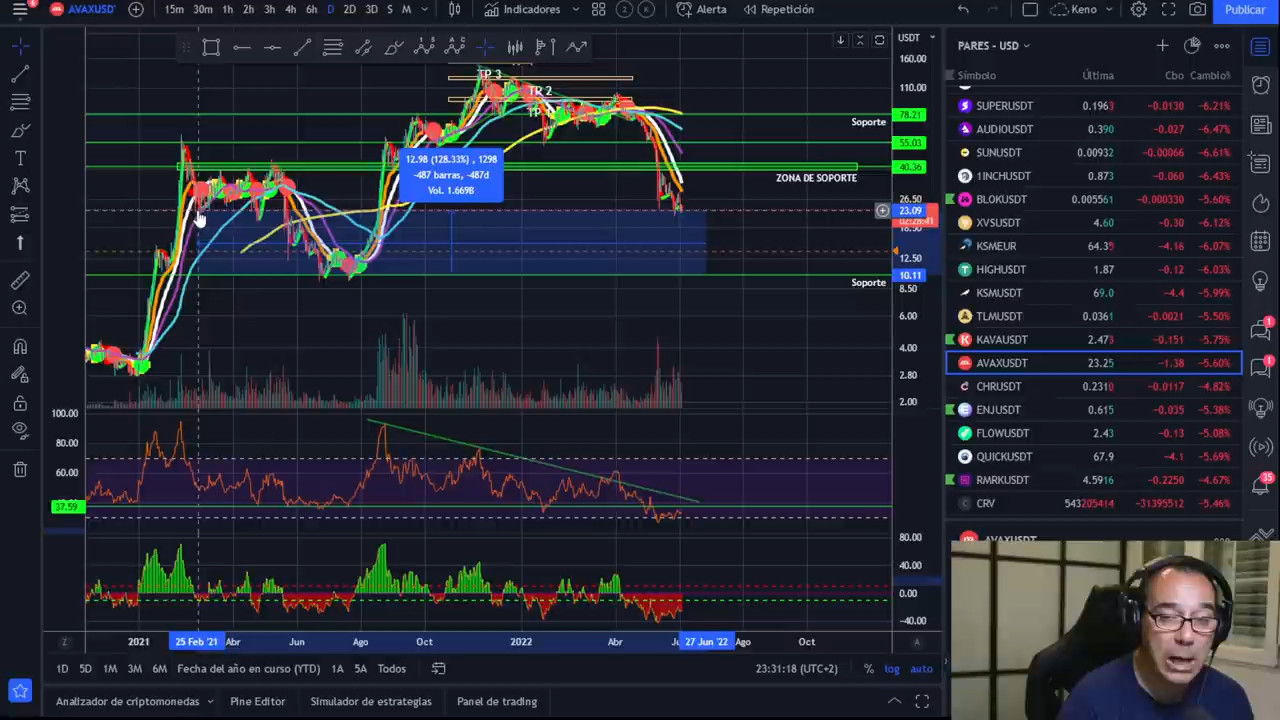 AVAXUSD
15m 30m 1h 2h 3h 4h 6h D 2D 3D S M
Indicadores
Alerta
Repetición
Keno
Publicar
USDT
160.00
110.00
78.21
55.03
40.36
26.50
23.09
02:28:41
18.50
12.50
10.11
8.50
6.00
4.00
2.80
2.00
TP 3
TR 2
TP
Soporte
ZONA DE SOPORTE
Soporte
12.98 (128.33%) , 1298
-487 barras, -487d
Vol. 1.669B
100.00
80.00
60.00
37.59
80.00
40.00
0.00
-40.00
Z
2021
25 Feb '21
Abr
Jun
Ago
Oct
2022
Abr
27 Jun '22
Ago
Oct
A
1D 5D 1M 3M 6M Fecha del año en curso (YTD) 1A 5A Todos
23:31:18 (UTC+2)
% log auto
Analizador de criptomonedas
Pine Editor
Simulador de estrategias
Panel de trading
PARES - USD
Símbolo Última Cbo Cambio%
SUPERUSDT 0.1963 -0.0130 -6.21%
AUDIOUSDT 0.390 -0.027 -6.47%
SUNUSDT 0.00932 -0.00066 -6.61%
1INCHUSDT 0.873 -0.060 -6.43%
BLOKUSDT 0.005561 -0.000330 -5.60%
XVSUSDT 4.60 -0.30 -6.12%
KSMEUR 64.35 -4.16 -6.07%
HIGHUSDT 1.87 -0.12 -6.03%
KSMUSDT 69.0 -4.4 -5.99%
TLMUSDT 0.0361 -0.0021 -5.50%
KAVAUSDT 2.473 -0.151 -5.75%
AVAXUSDT 23.25 -1.38 -5.60%
CHRUSDT 0.2310 -0.0117 -4.82%
ENJUSDT 0.615 -0.035 -5.38%
FLOWUSDT 2.43 -0.13 -5.08%
QUICKUSDT 67.9 -4.1 -5.69%
RMRKUSDT 4.5916 -0.2250 -4.67%
CRV 543205414 -31395512 -5.46%
AVAXUSDT
1
1
35